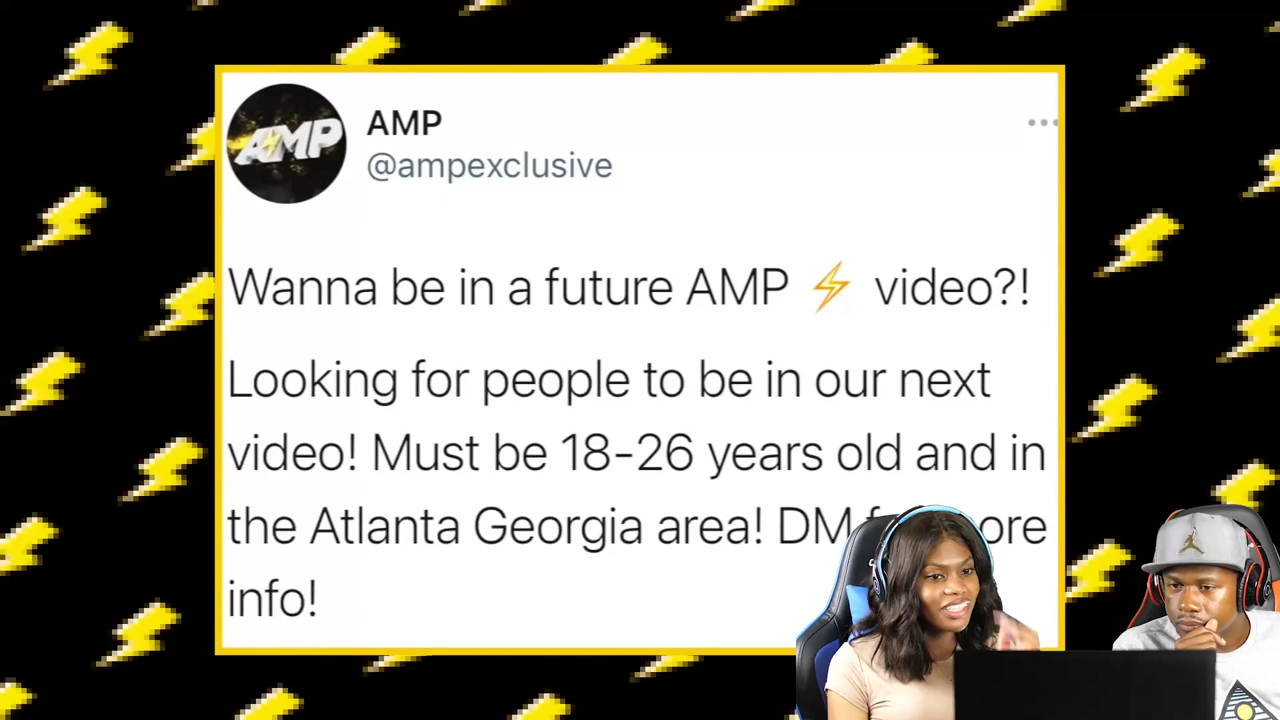 AMP
AMP
@ampexclusive
Wanna be in a future AMP ⚡ video?!
Looking for people to be in our next
video! Must be 18-26 years old and in
the Atlanta Georgia area! DM
info!